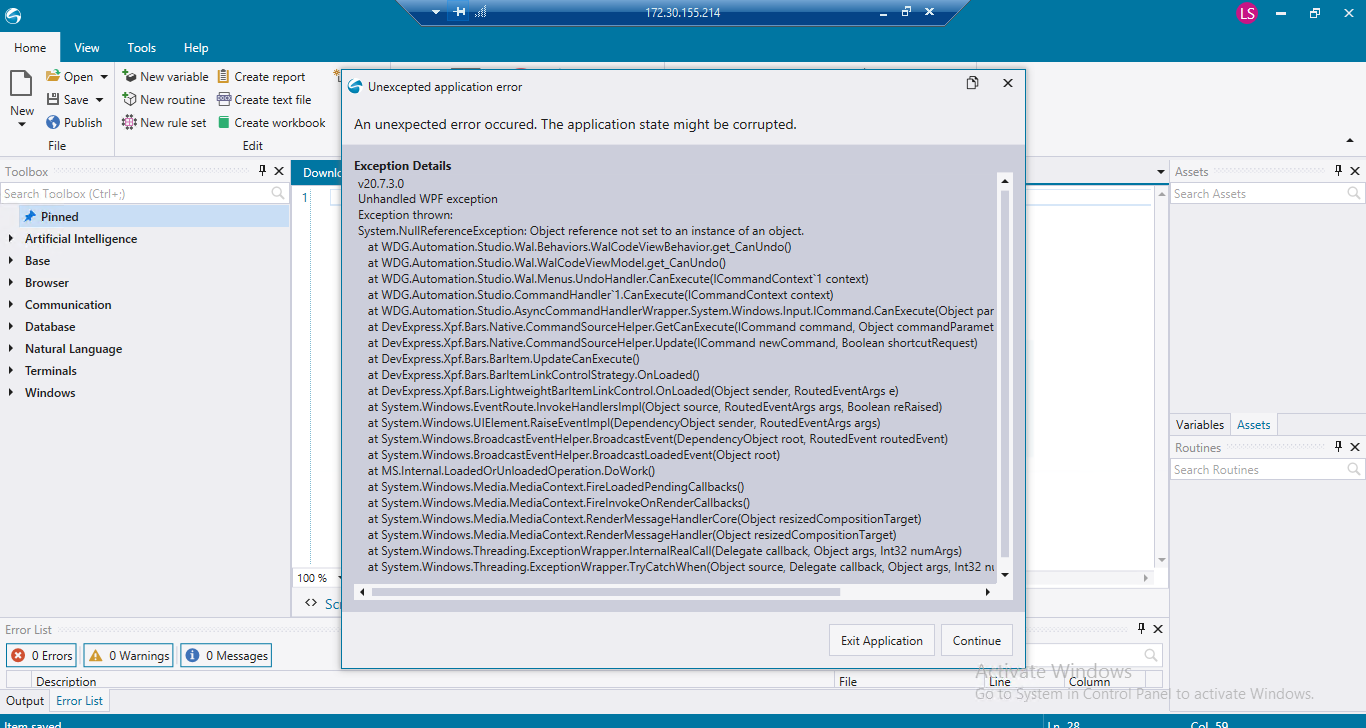 172.30.155.214
LS
Home View Tools Help
New
Open
Save
Publish
File
New variable
New routine
New rule set
Create report
Create text file
Create workbook
Edit
Toolbox
Search Toolbox (Ctrl+;)
Pinned
Artificial Intelligence
Base
Browser
Communication
Database
Natural Language
Terminals
Windows
1
100 %
Unexcepted application error
An unexpected error occured. The application state might be corrupted.
Exception Details
v20.7.3.0
Unhandled WPF exception
Exception thrown:
System.NullReferenceException: Object reference not set to an instance of an object.
at WDG.Automation.Studio.Wal.Behaviors.WalCodeViewBehavior.get_CanUndo()
at WDG.Automation.Studio.Wal.WalCodeViewModel.get_CanUndo()
at WDG.Automation.Studio.Wal.Menus.UndoHandler.CanExecute(ICommandContext`1 context)
at WDG.Automation.Studio.CommandHandler`1.CanExecute(ICommandContext context)
at WDG.Automation.Studio.AsyncCommandHandlerWrapper.System.Windows.Input.ICommand.CanExecute(Object par
at DevExpress.Xpf.Bars.Native.CommandSourceHelper.GetCanExecute(ICommand command, Object commandParamet
at DevExpress.Xpf.Bars.Native.CommandSourceHelper.Update(ICommand newCommand, Boolean shortcutRequest)
at DevExpress.Xpf.Bars.BarItem.UpdateCanExecute()
at DevExpress.Xpf.Bars.BarItemLinkControlStrategy.OnLoaded()
at DevExpress.Xpf.Bars.LightweightBarItemLinkControl.OnLoaded(Object sender, RoutedEventArgs e)
at System.Windows.EventRoute.InvokeHandlersImpl(Object source, RoutedEventArgs args, Boolean reRaised)
at System.Windows.UIElement.RaiseEventImpl(DependencyObject sender, RoutedEventArgs args)
at System.Windows.BroadcastEventHelper.BroadcastEvent(DependencyObject root, RoutedEvent routedEvent)
at System.Windows.BroadcastEventHelper.BroadcastLoadedEvent(Object root)
at MS.Internal.LoadedOrUnloadedOperation.DoWork()
at System.Windows.Media.MediaContext.FireLoadedPendingCallbacks()
at System.Windows.Media.MediaContext.FireInvokeOnRenderCallbacks()
at System.Windows.Media.MediaContext.RenderMessageHandlerCore(Object resizedCompositionTarget)
at System.Windows.Media.MediaContext.RenderMessageHandler(Object resizedCompositionTarget)
at System.Windows.Threading.ExceptionWrapper.InternalRealCall(Delegate callback, Object args, Int32 numArgs)
at System.Windows.Threading.ExceptionWrapper.TryCatchWhen(Object source, Delegate callback, Object args, Int32
Exit Application Continue
Assets
Search Assets
Variables Assets
Routines
Search Routines
Error List
0 Errors 0 Warnings 0 Messages
Description File Line Column
Output Error List
Activate Windows
Go to System in Control Panel to activate Windows.
Item saved Ln 28 Col 59